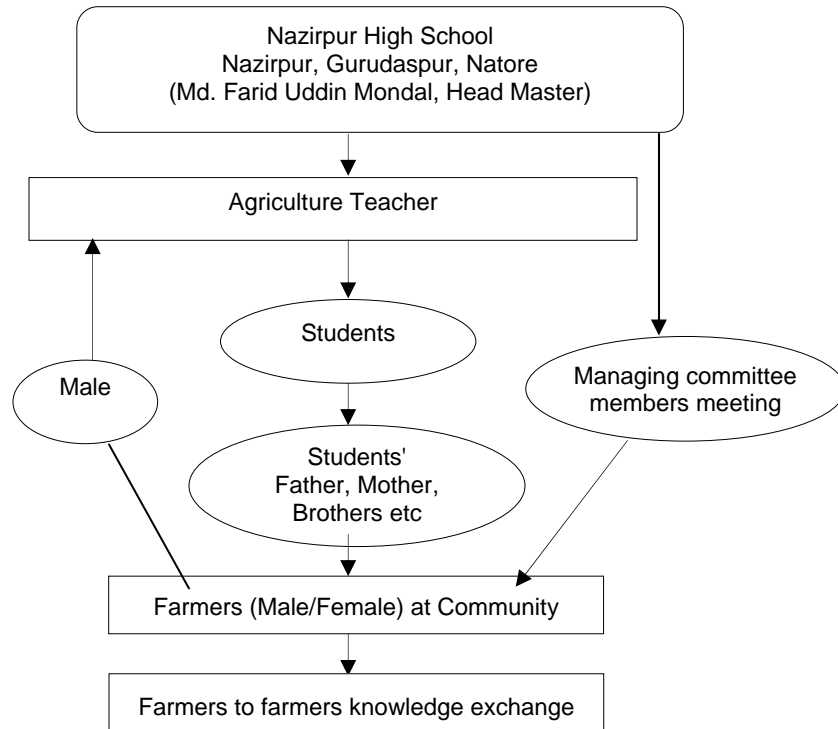 Nazirpur High School
Nazirpur, Gurudaspur, Natore
(Md. Farid Uddin Mondal, Head Master)
Agriculture Teacher
Students
Male
Managing committee
members meeting
Students'
Father, Mother,
Brothers etc
Farmers (Male/Female) at Community
Farmers to farmers knowledge exchange